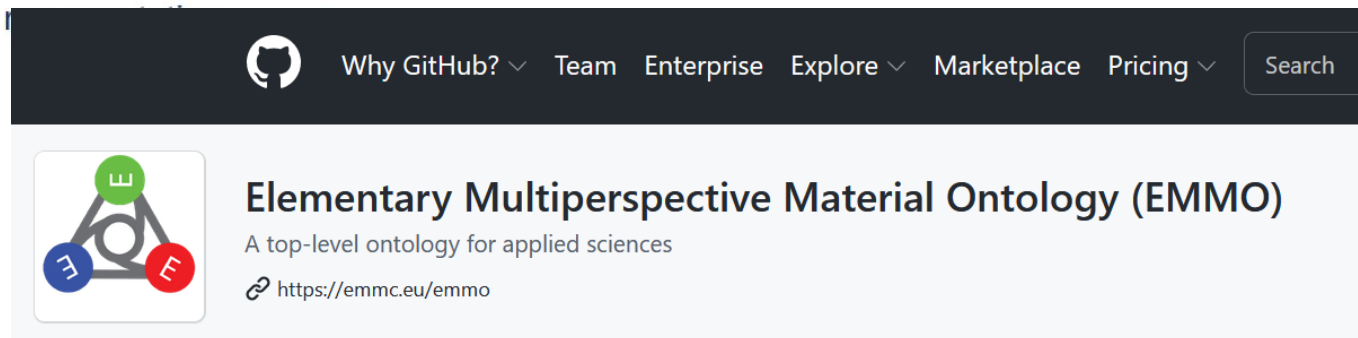 Why GitHub? Team Enterprise Explore Marketplace Pricing Search
E
E
E
Elementary Multiperspective Material Ontology (EMMO)
A top-level ontology for applied sciences
https://emmc.eu/emmo